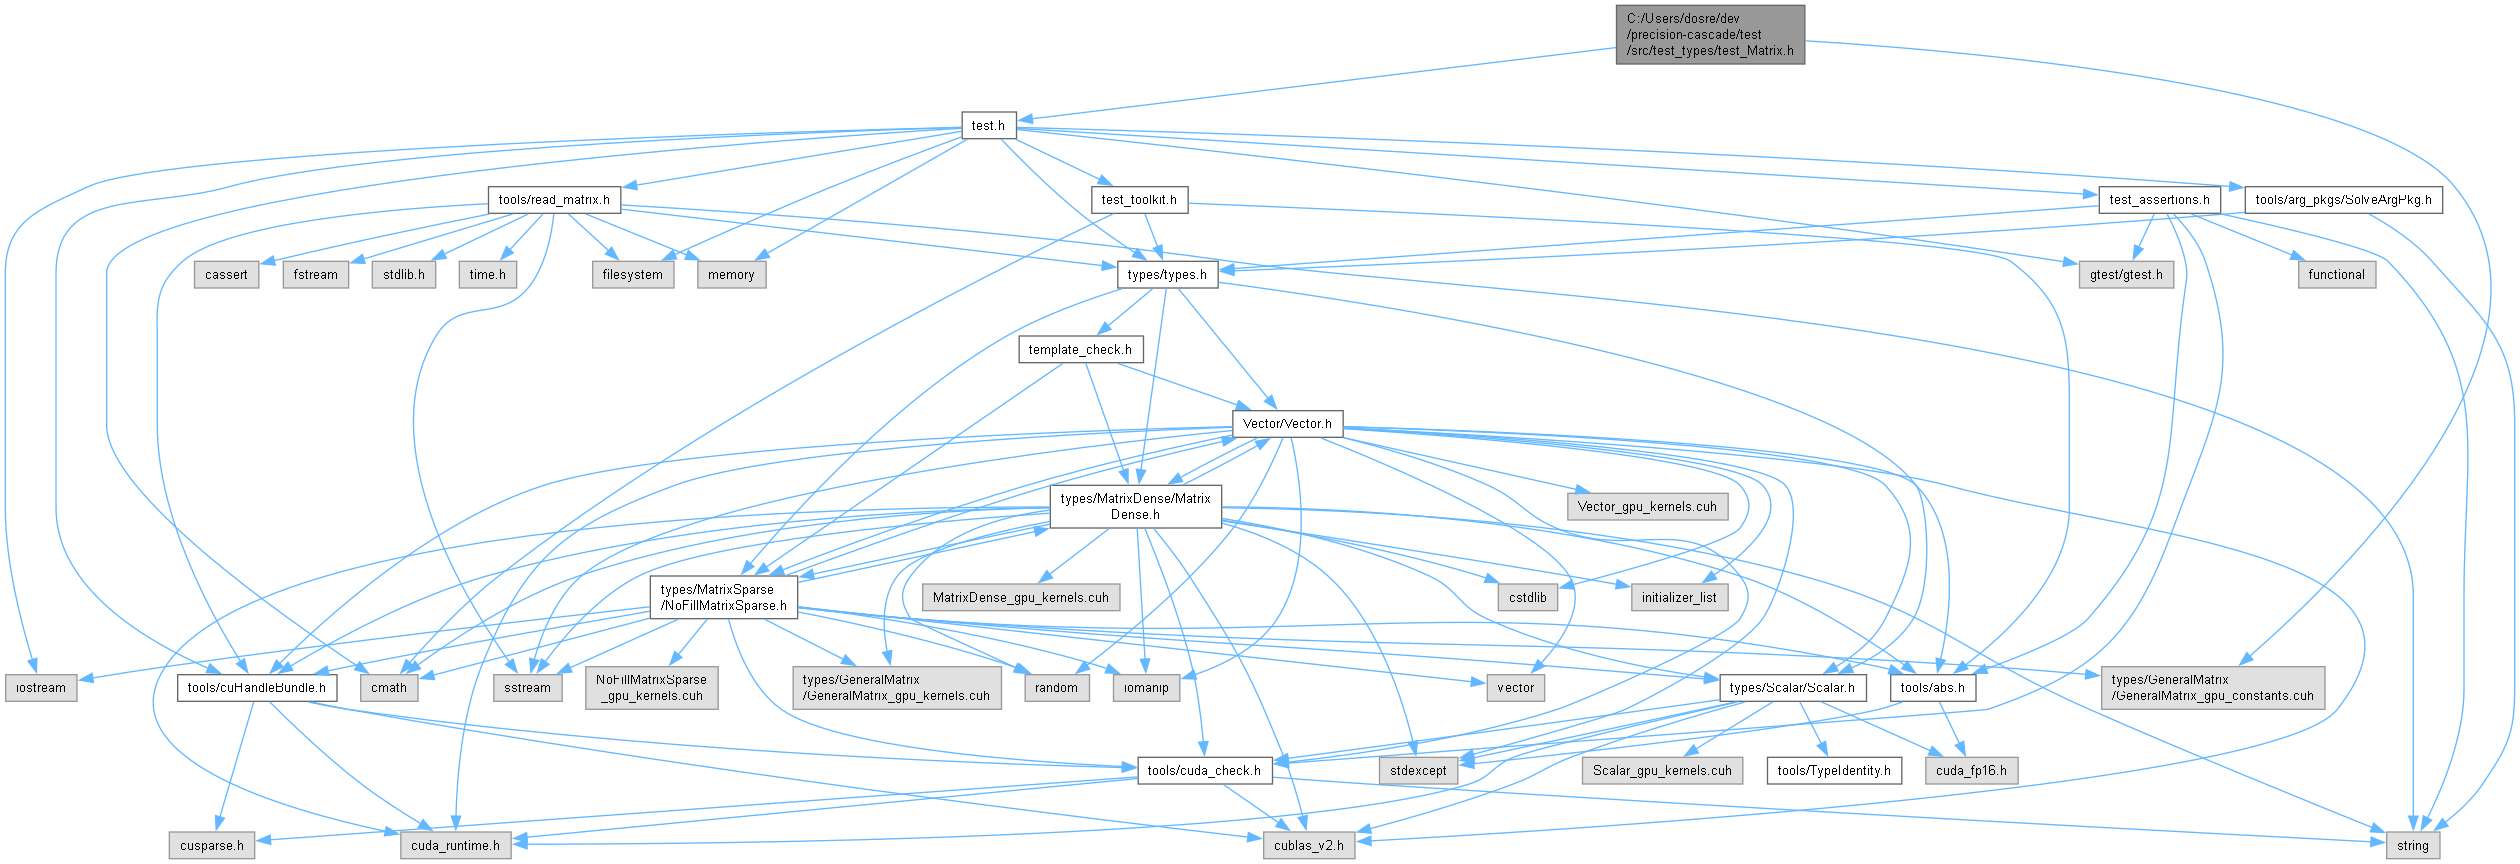 C:/Users/dosre/dev
/precision-cascade/test
/src/test_types/test_Matrix.h
test.h
tools/read_matrix.h
test_toolkit.h
test_assertions.h
tools/arg_pkgs/SolveArgPkg.h
cassert
fstream
stdlib.h
time.h
filesystem
memory
types/types.h
gtest/gtest.h
functional
template_check.h
Vector/Vector.h
types/MatrixDense/Matrix
Dense.h
Vector_gpu_kernels.cuh
types/MatrixSparse
/NoFillMatrixSparse.h
MatrixDense_gpu_kernels.cuh
cstdlib
initializer_list
iostream
tools/cuHandleBundle.h
cmath
sstream
NoFillMatrixSparse
_gpu_kernels.cuh
types/GeneralMatrix
/GeneralMatrix_gpu_kernels.cuh
random
iomanip
vector
types/Scalar/Scalar.h
tools/abs.h
types/GeneralMatrix
/GeneralMatrix_gpu_constants.cuh
tools/cuda_check.h
stdexcept
Scalar_gpu_kernels.cuh
tools/TypeIdentity.h
cuda_fp16.h
cusparse.h
cuda_runtime.h
cublas_v2.h
string